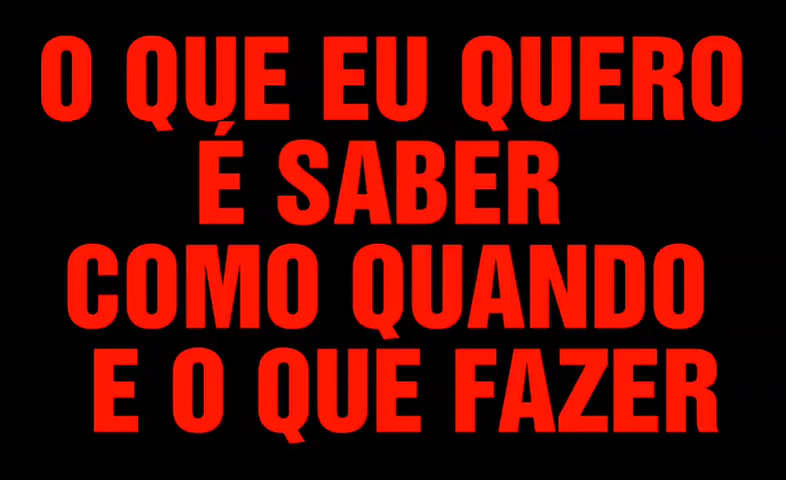 O QUE EU QUERO
É SABER
COMO QUANDO
E O QUE FAZER